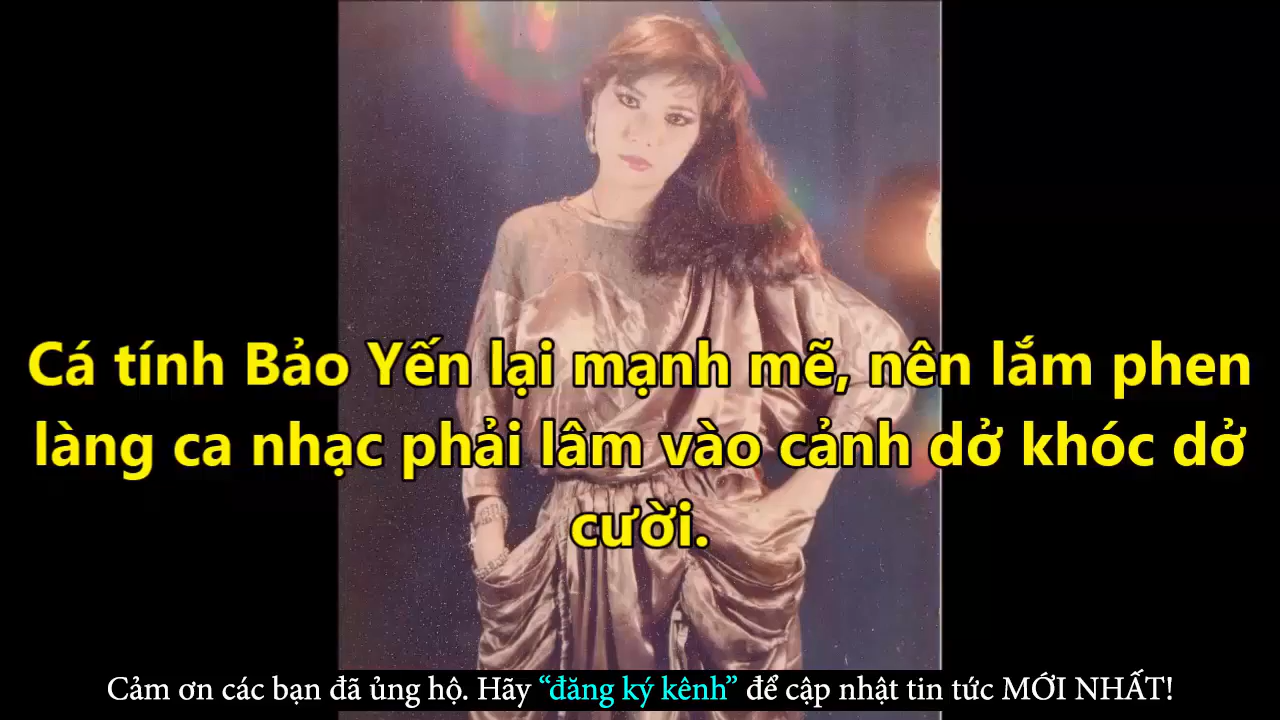 Cá tính Bảo Yến lại mạnh mẽ, nên lắm phen
làng ca nhạc phải lâm vào cảnh dở khóc dở
cười.
Cảm ơn các bạn đã ủng hộ. Hãy “đăng ký kênh” để cập nhật tin tức MỚI NHẤT!